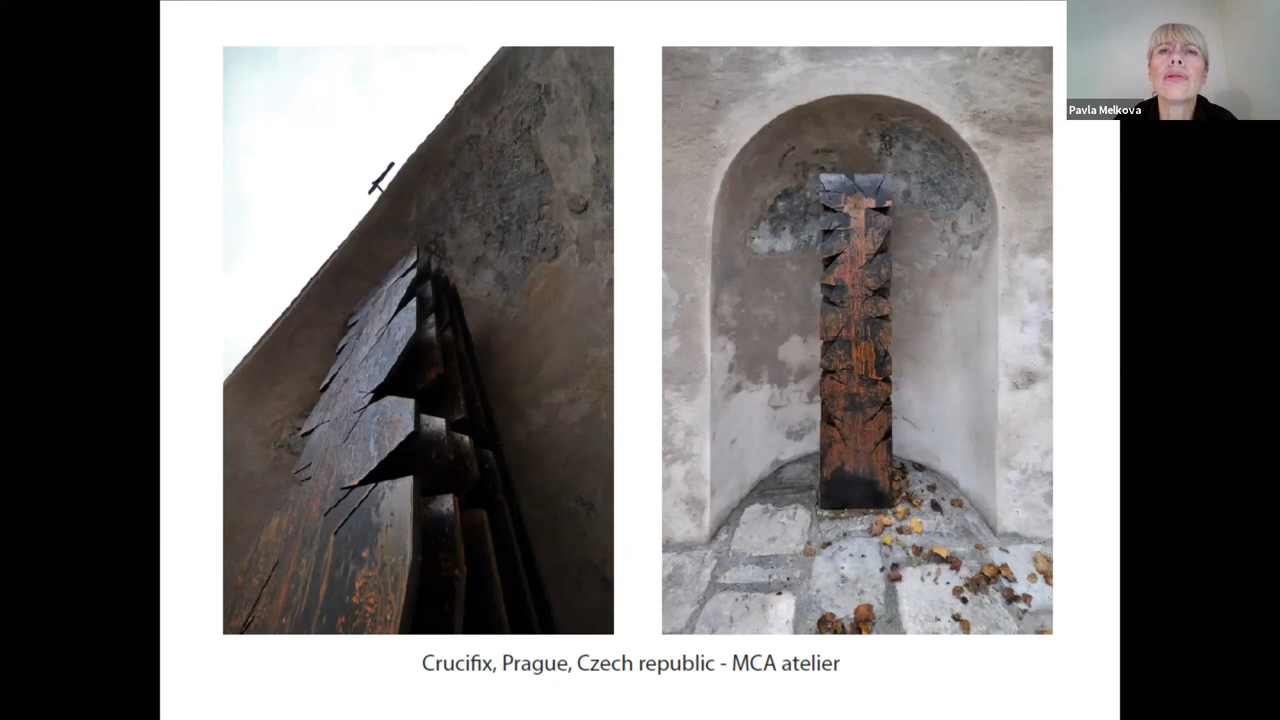 Pavla Melkova
Crucifix, Prague, Czech republic - MCA atelier